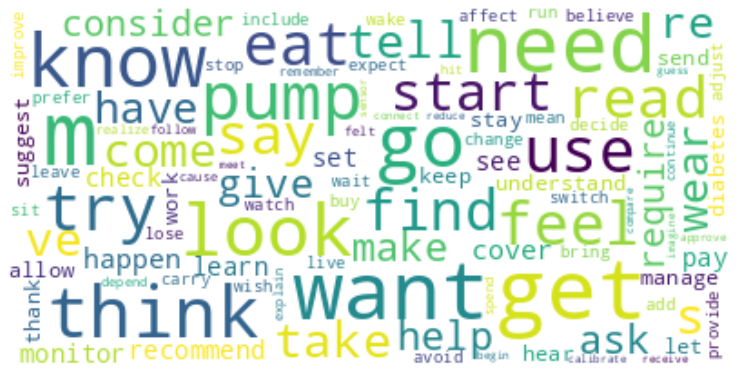 improve
consider
include
wake
affect
run
believe
re
know
eat
tell
need
stop
remember
expect
hit
send
guess
adjust
prefer
have
pump
sensor
start
read
suggest
m
realize
follow
say
felt
connect
reduce
stay
mean
decide
come
go
change
use
require
continue
wear
diabetes
leave
check
cause
meet
set
wait
keep
see
understand
work
give
try
sit
watch
buy
find
feel
switch
compare
imagine
approve
ve
lose
look
make
cover
bring
pay
happen
learn
live
allow
depend
carry
wish
explain
want
get
spend
manage
add
s
provide
thank
think
take
help
ask
let
monitor
recommend
avoid
begin
hear
calibrate
receive